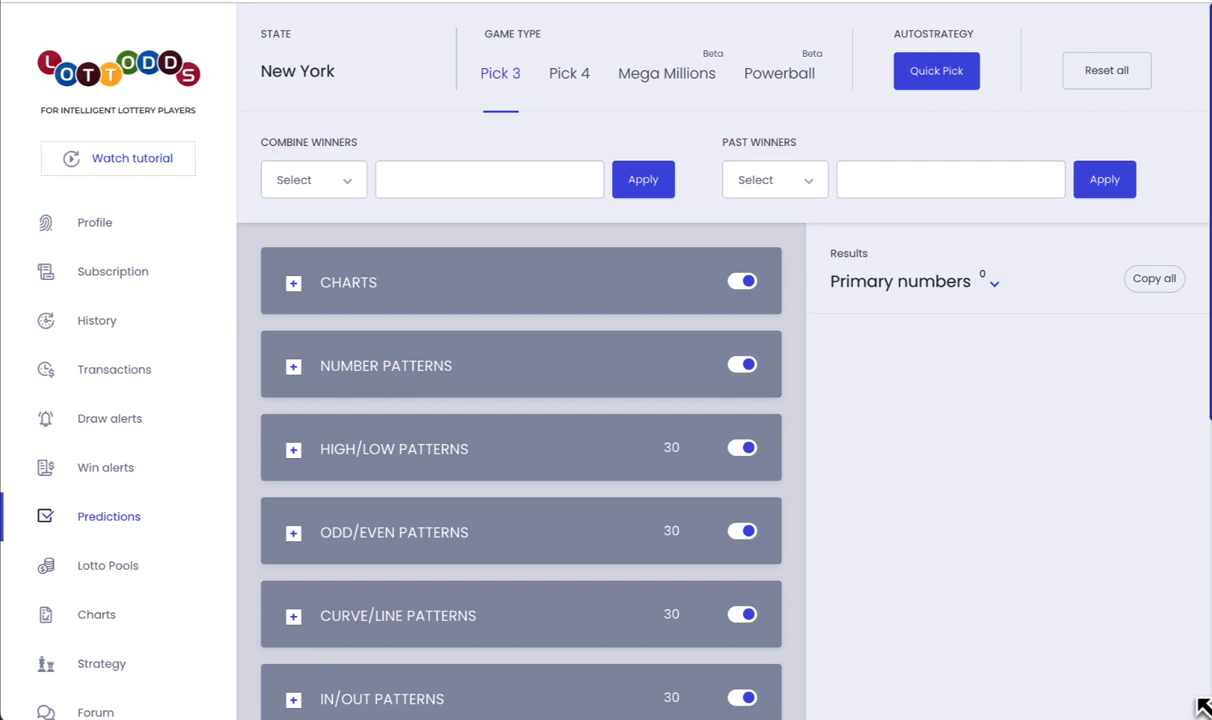 LOTTODDS
FOR INTELLIGENT LOTTERY PLAYERS
Watch tutorial
Profile
Subscription
History
Transactions
Draw alerts
Win alerts
Predictions
Lotto Pools
Charts
Strategy
Forum
STATE
New York
GAME TYPE
Pick 3
Pick 4
Beta
Mega Millions
Beta
Powerball
AUTOSTRATEGY
Quick Pick
Reset all
COMBINE WINNERS
Select
Apply
PAST WINNERS
Select
Apply
CHARTS
NUMBER PATTERNS
HIGH/LOW PATTERNS 30
ODD/EVEN PATTERNS 30
CURVE/LINE PATTERNS 30
IN/OUT PATTERNS 30
Results
Primary numbers 0
Copy all